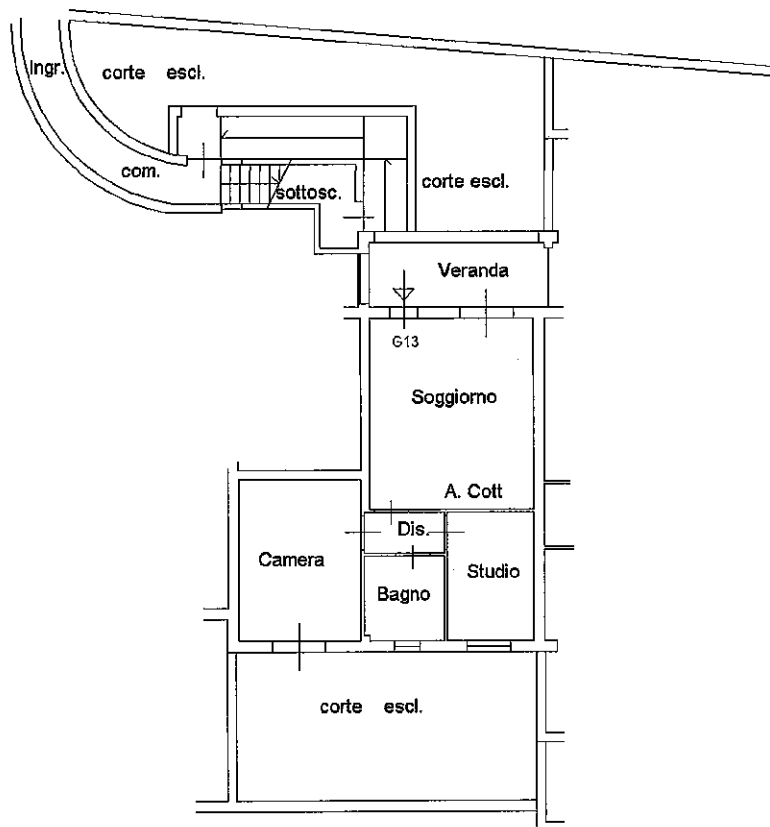 Ingr.
corte escl.
com.
sottosc.
corte escl.
Veranda
G13
Soggiorno
A. Cott
Dis.
Camera
Studio
Bagno
corte escl.